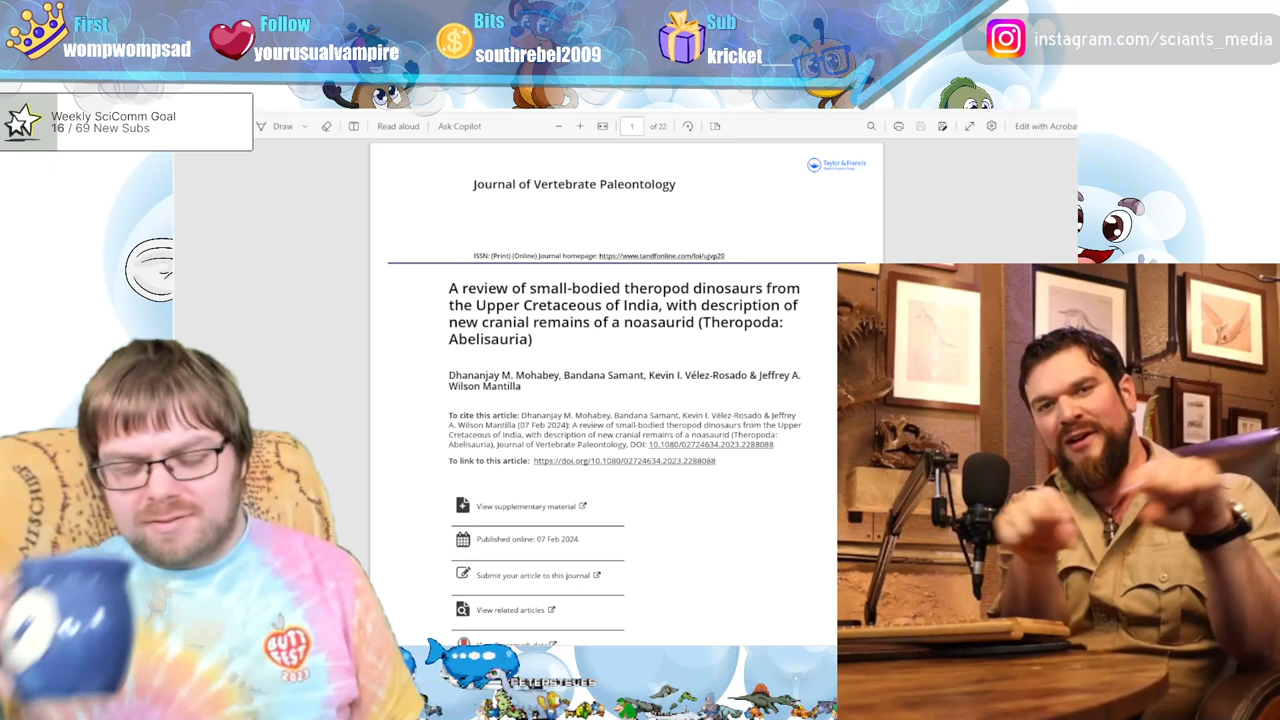 First
wompwompsad
Follow
yourusualvampire
Bits
southrebel2009
Sub
kricket____
instagram.com/sciants_media
Weekly SciComm Goal
16 / 69 New Subs
Draw
Read aloud
Ask Copilot
1 of 22
Edit with Acroba
Taylor & Francis
Journal of Vertebrate Paleontology
ISSN: (Print) (Online) Journal homepage: https://www.tandfonline.com/loi/ujvp20
A review of small-bodied theropod dinosaurs from
the Upper Cretaceous of India, with description of
new cranial remains of a noasaurid (Theropoda:
Abelisauria)
Dhananjay M. Mohabey, Bandana Samant, Kevin I. Vélez-Rosado & Jeffrey A.
Wilson Mantilla
To cite this article: Dhananjay M. Mohabey, Bandana Samant, Kevin I. Vélez-Rosado & Jeffrey
A. Wilson Mantilla (07 Feb 2024): A review of small-bodied theropod dinosaurs from the Upper
Cretaceous of India, with description of new cranial remains of a noasaurid (Theropoda:
Abelisauria), Journal of Vertebrate Paleontology, DOI: 10.1080/02724634.2023.2288088
To link to this article: https://doi.org/10.1080/02724634.2023.2288088
View supplementary material
Published online: 07 Feb 2024.
Submit your article to this journal
View related articles
BUTT
FEST
2023
PETERSTEVES